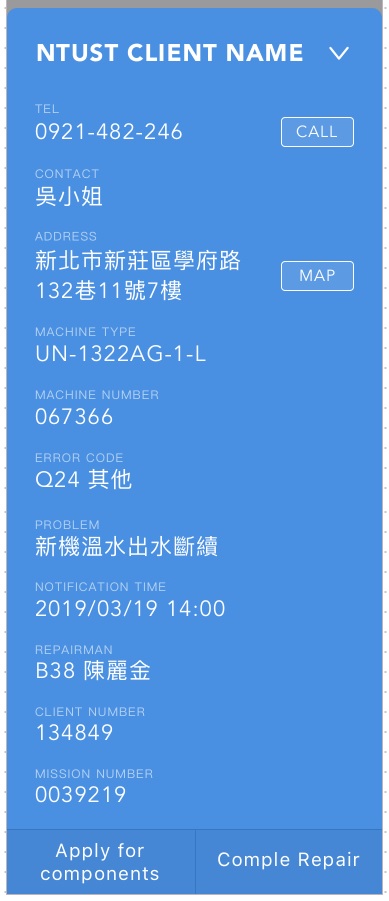 NTUST CLIENT NAME
TEL
0921-482-246
CALL
CONTACT
吳小姐
ADDRESS
新北市新莊區學府路
132巷11號7樓
MAP
MACHINE TYPE
UN-1322AG-1-L
MACHINE NUMBER
067366
ERROR CODE
Q24 其他
PROBLEM
新機溫水出水斷續
NOTIFICATION TIME
2019/03/19 14:00
REPAIRMAN
B38 陳麗金
CLIENT NUMBER
134849
MISSION NUMBER
0039219
Apply for
components
Comple Repair